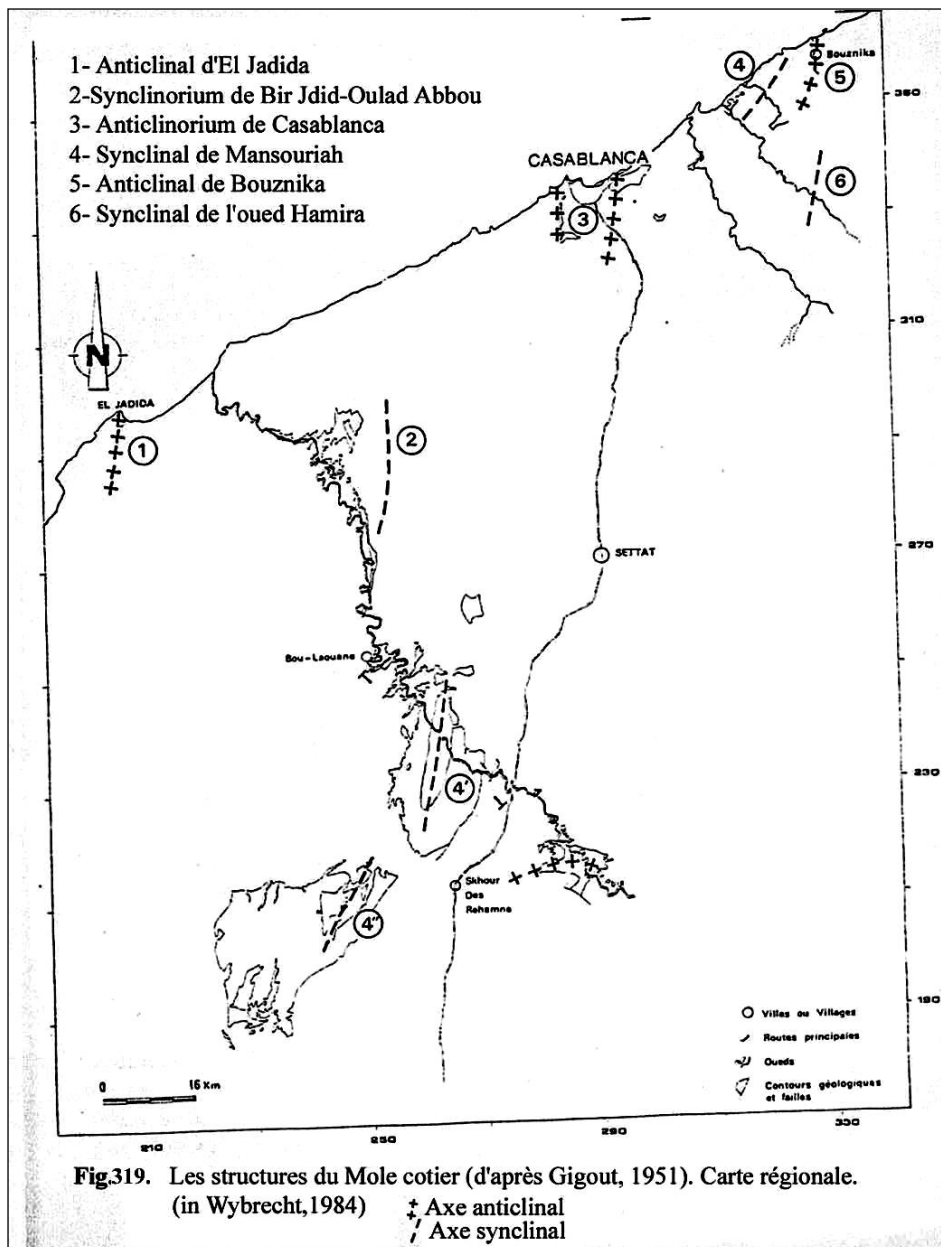 1- Anticlinal d'El Jadida
2-Synclinorium de Bir Jdid-Oulad Abbou
3- Anticlinorium de Casablanca
4- Synclinal de Mansouriah
5- Anticlinal de Bouznika
6- Synclinal de l'oued Hamira
4
Bouznika
5
350
CASABLANCA
6
3
310
N
EL JADIDA
1
2
270
SETTAT
Bou-Laouane
4'
230
Skhour
Des
Rehamne
4"
190
Villes ou Villages
Routes principales
Oueds
Contours géologiques
et failles
0 16 Km
210 250 290 330
Fig.319. Les structures du Mole cotier (d'après Gigout, 1951). Carte régionale.
(in Wybrecht,1984)
Axe anticlinal
Axe synclinal